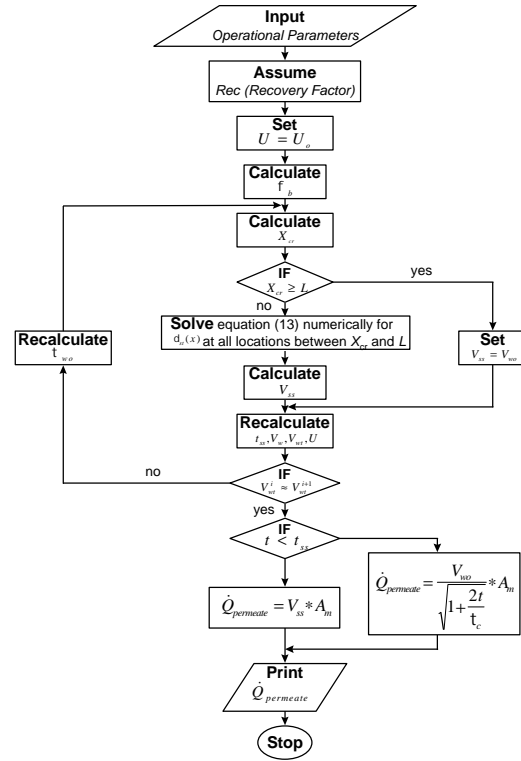 Input
Operational Parameters
Assume
Rec (Recovery Factor)
Set
U = U_o
Calculate
f_b
Calculate
X_cr
IF
X_cr ≥ L
yes
no
Solve equation (13) numerically for
d_st(x) at all locations between X_cr and L
Set
V_ss = V_wo
Recalculate
t_wo
Calculate
V_ss
Recalculate
t_ss, V_w, V_wt, U
no
IF
V_wt^i ≈ V_wt^i+1
yes
IF
t < t_ss
Q̇_permeate = V_ss * A_m
Q̇_permeate = V_wo / √(1 + 2t / t_c) * A_m
Print
Q̇_permeate
Stop